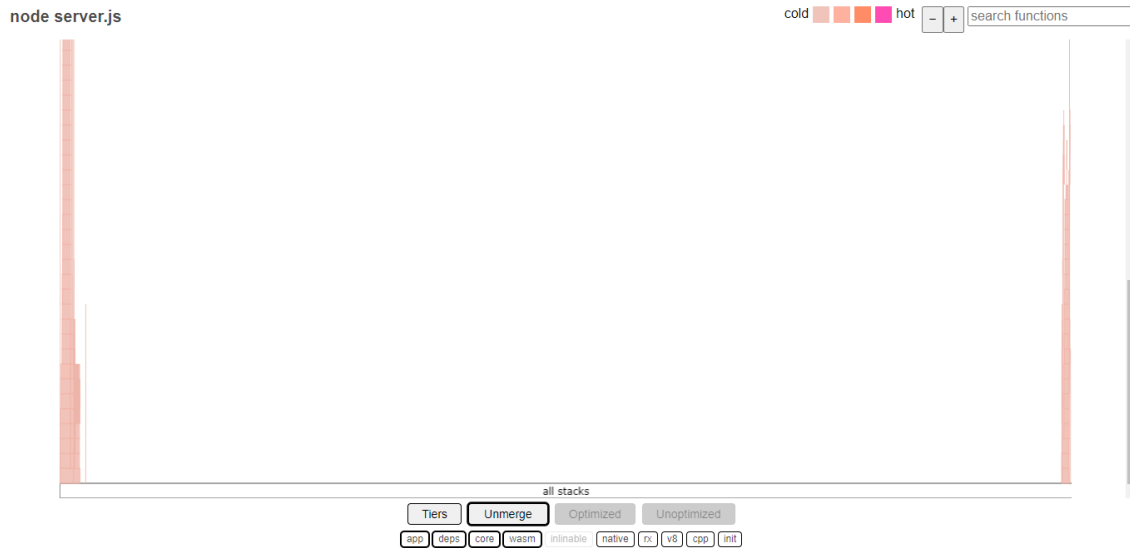 node server.js cold hot − + search functions
all stacks
Tiers Unmerge Optimized Unoptimized
app deps core wasm inlinable native rx v8 cpp init